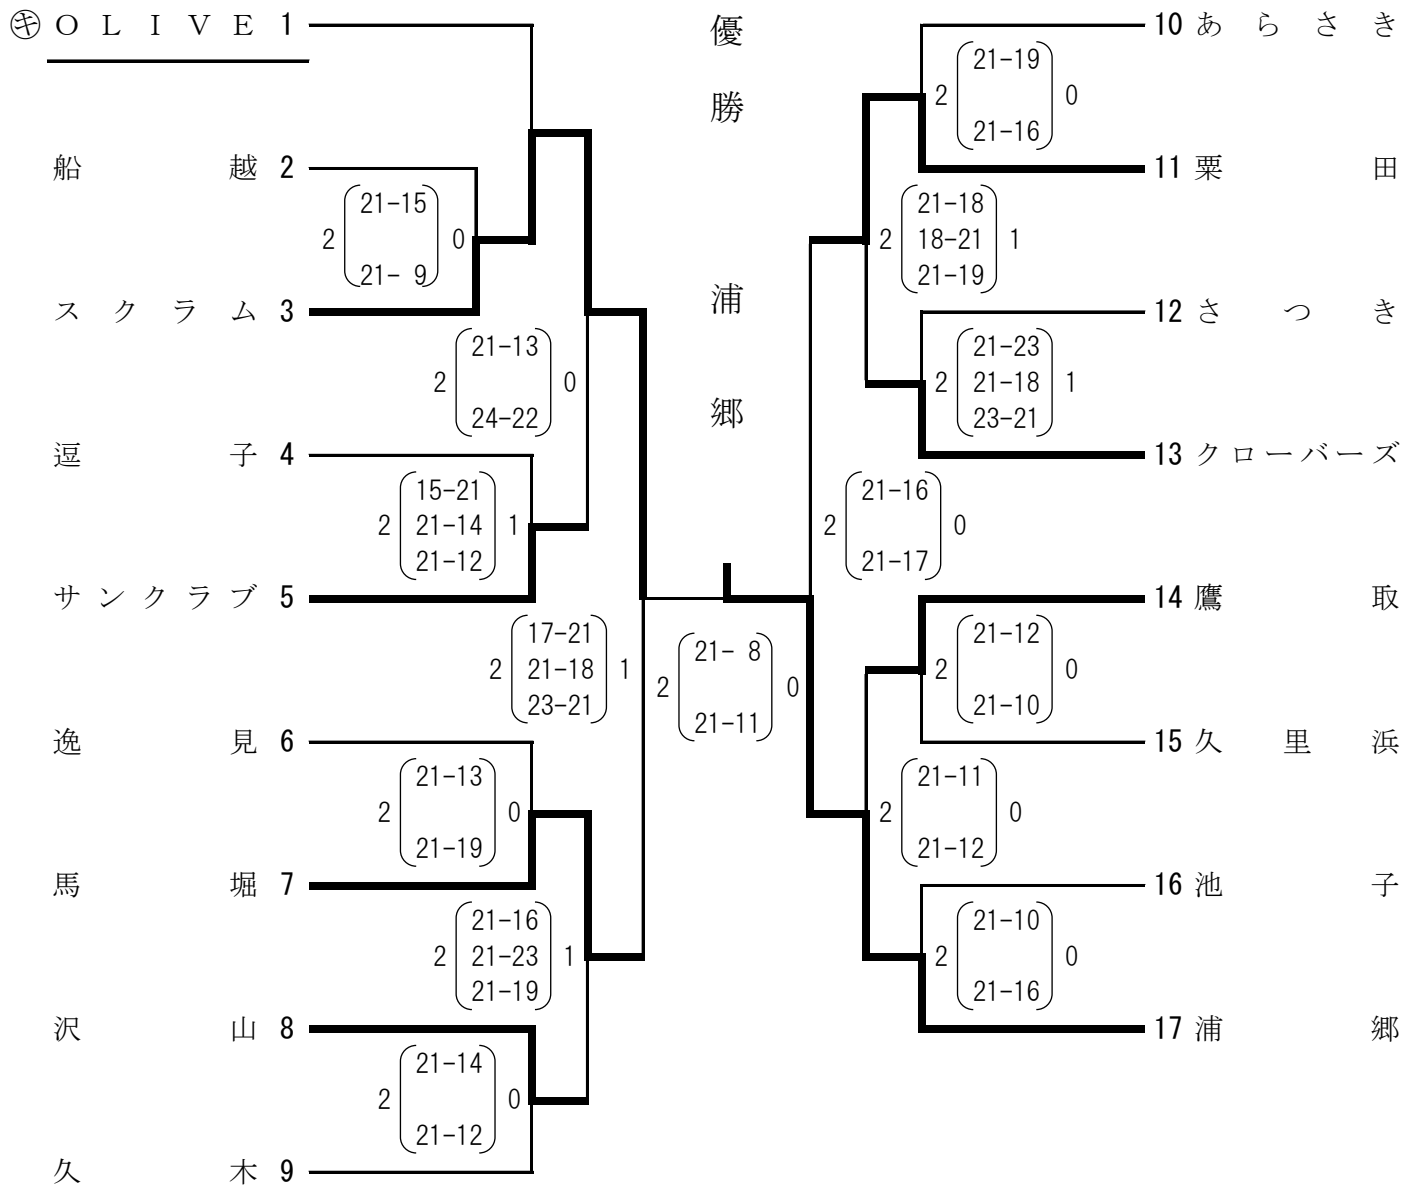 ㋖ＯＬＩＶＥ 1
船越 2
2 21-15 0
21- 9
スクラム 3
2 21-13 0
24-22
逗子 4
15-21
2 21-14 1
21-12
サンクラブ 5
17-21
2 21-18 1
23-21
逸見 6
2 21-13 0
21-19
馬堀 7
21-16
2 21-23 1
21-19
沢山 8
2 21-14 0
21-12
久木 9
優勝
浦郷
2 21- 8 0
21-11
10 あらさき
2 21-19 0
21-16
11 粟田
21-18
2 18-21 1
21-19
12 さつき
21-23
2 21-18 1
23-21
13 クローバーズ
2 21-16 0
21-17
14 鷹取
2 21-12 0
21-10
15 久里浜
2 21-11 0
21-12
16 池子
2 21-10 0
21-16
17 浦郷